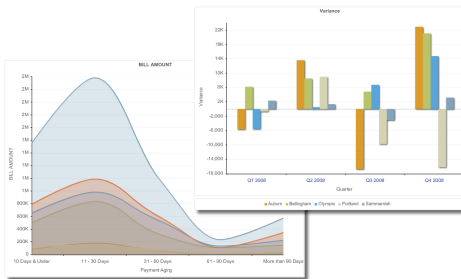 Variance
22K
18K
14K
10K
6K
2K
-2,000
-6,000
-10,000
-14,000
-18,000
Variance
Q1 2008
Q2 2008
Q3 2008
Q4 2008
Quarter
Auburn Bellingham Olympia Portland Sammamish
BILL AMOUNT
2M
2M
2M
1M
1M
1M
800K
600K
400K
200K
0
BILL AMOUNT
10 Days & Under
11 - 30 Days
31 - 60 Days
61 - 90 Days
More than 90 Days
Payment Aging